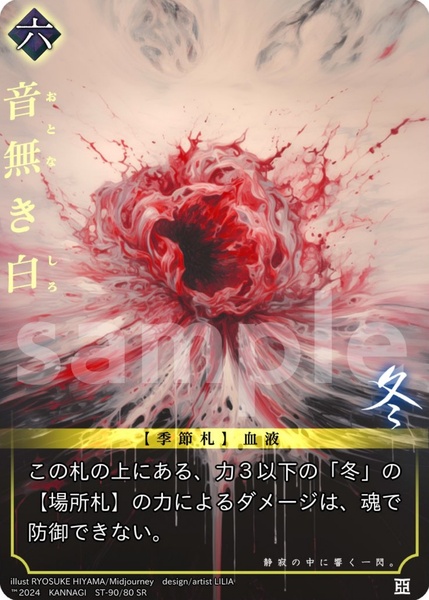 六
音無き白
おとな
しろ
sample
冬
【季節札】血液
この札の上にある、力３以下の「冬」の
【場所札】の力によるダメージは、魂で
防御できない。
静寂の中に響く一閃。
illust RYOSUKE HIYAMA/Midjourney design/artist LILIA
™2024 KANNAGI ST-90/80 SR